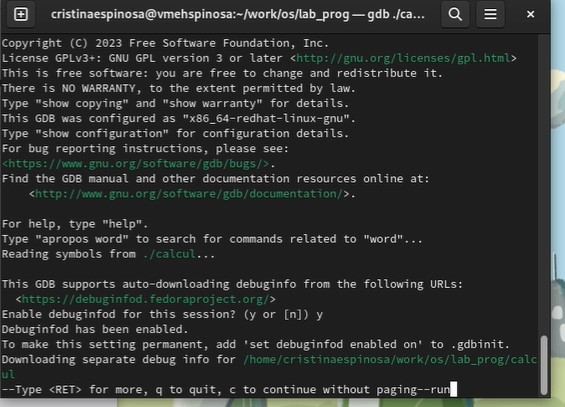 cristinaespinosa@vmehspinosa:~/work/os/lab_prog — gdb ./ca...
Copyright (C) 2023 Free Software Foundation, Inc.
License GPLv3+: GNU GPL version 3 or later <http://gnu.org/licenses/gpl.html>
This is free software: you are free to change and redistribute it.
There is NO WARRANTY, to the extent permitted by law.
Type "show copying" and "show warranty" for details.
This GDB was configured as "x86_64-redhat-linux-gnu".
Type "show configuration" for configuration details.
For bug reporting instructions, please see:
<https://www.gnu.org/software/gdb/bugs/>.
Find the GDB manual and other documentation resources online at:
    <http://www.gnu.org/software/gdb/documentation/>.

For help, type "help".
Type "apropos word" to search for commands related to "word"...
Reading symbols from ./calcul...

This GDB supports auto-downloading debuginfo from the following URLs:
  <https://debuginfod.fedoraproject.org/>
Enable debuginfod for this session? (y or [n]) y
Debuginfod has been enabled.
To make this setting permanent, add 'set debuginfod enabled on' to .gdbinit.
Downloading separate debug info for /home/cristinaespinosa/work/os/lab_prog/calc
ul
--Type <RET> for more, q to quit, c to continue without paging--run